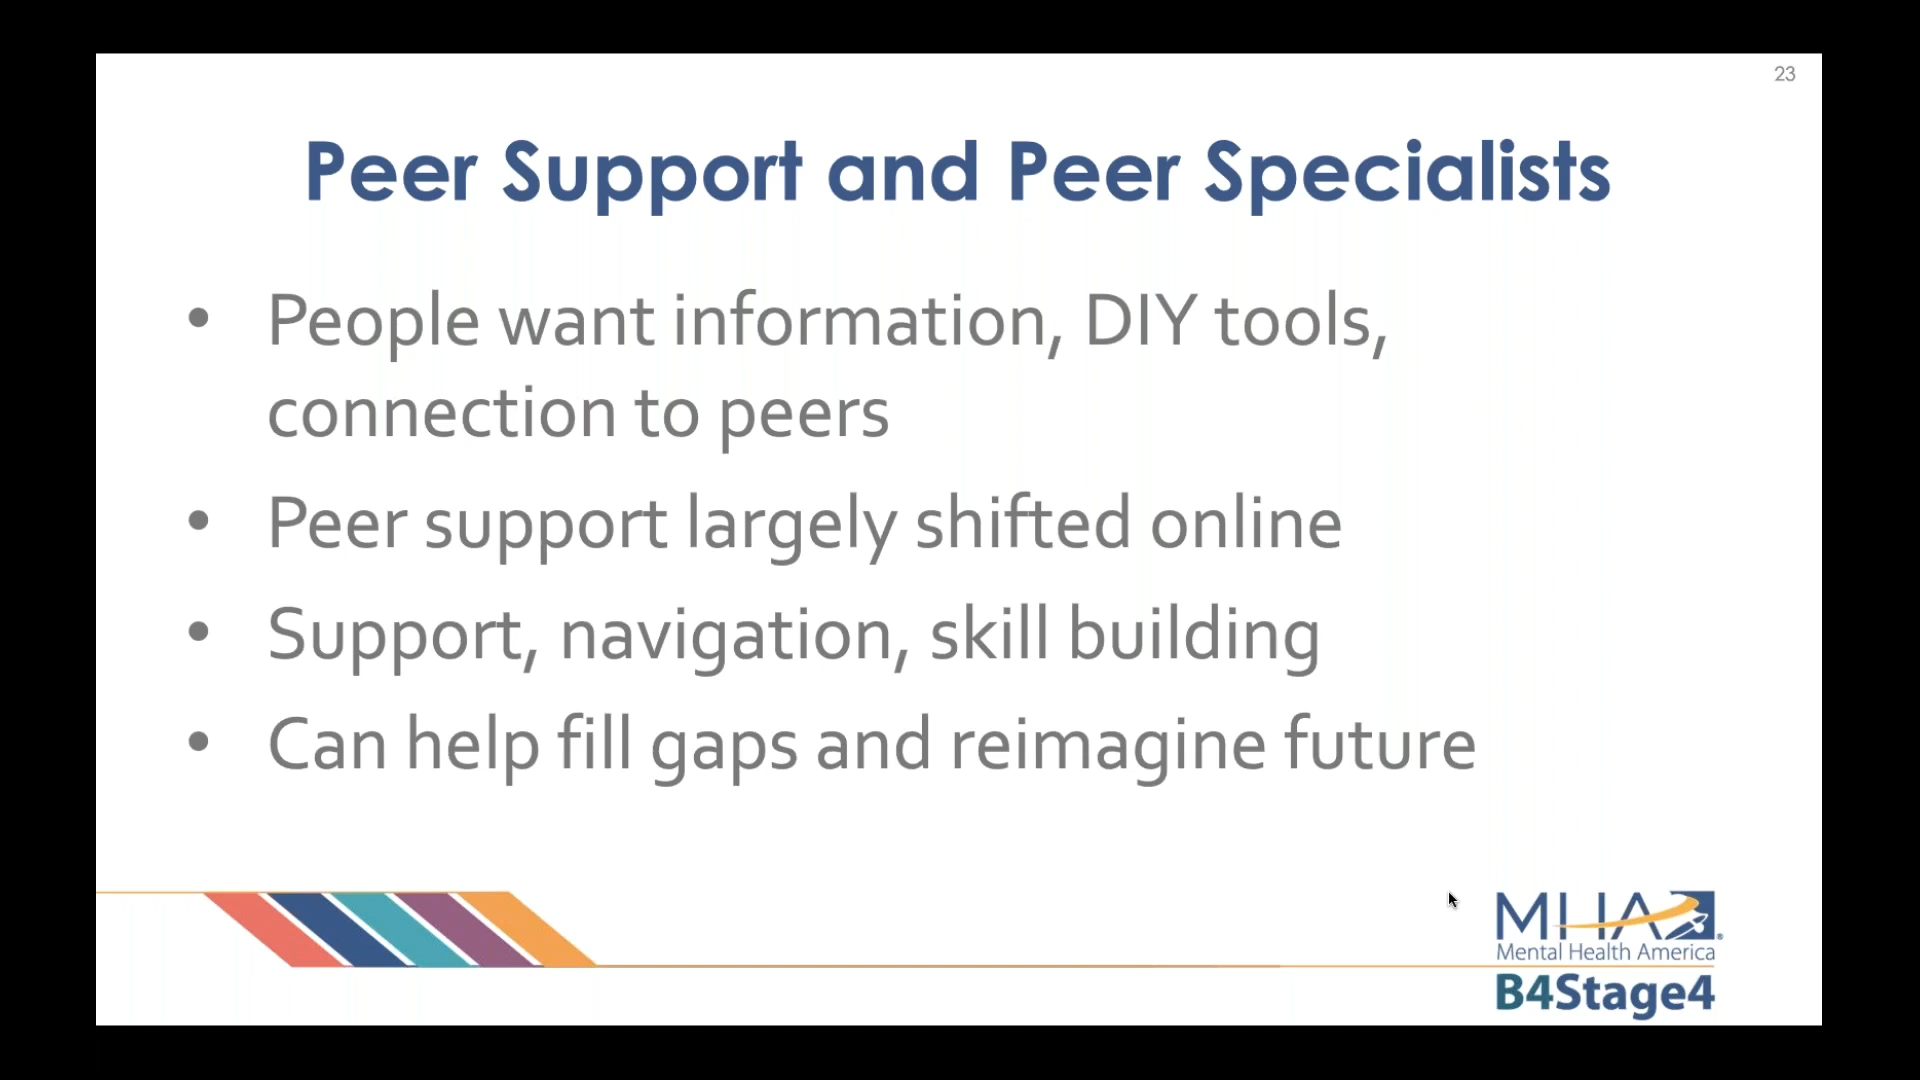 23
Peer Support and Peer Specialists
• People want information, DIY tools,
connection to peers
• Peer support largely shifted online
• Support, navigation, skill building
• Can help fill gaps and reimagine future
MHA®
Mental Health America
B4Stage4